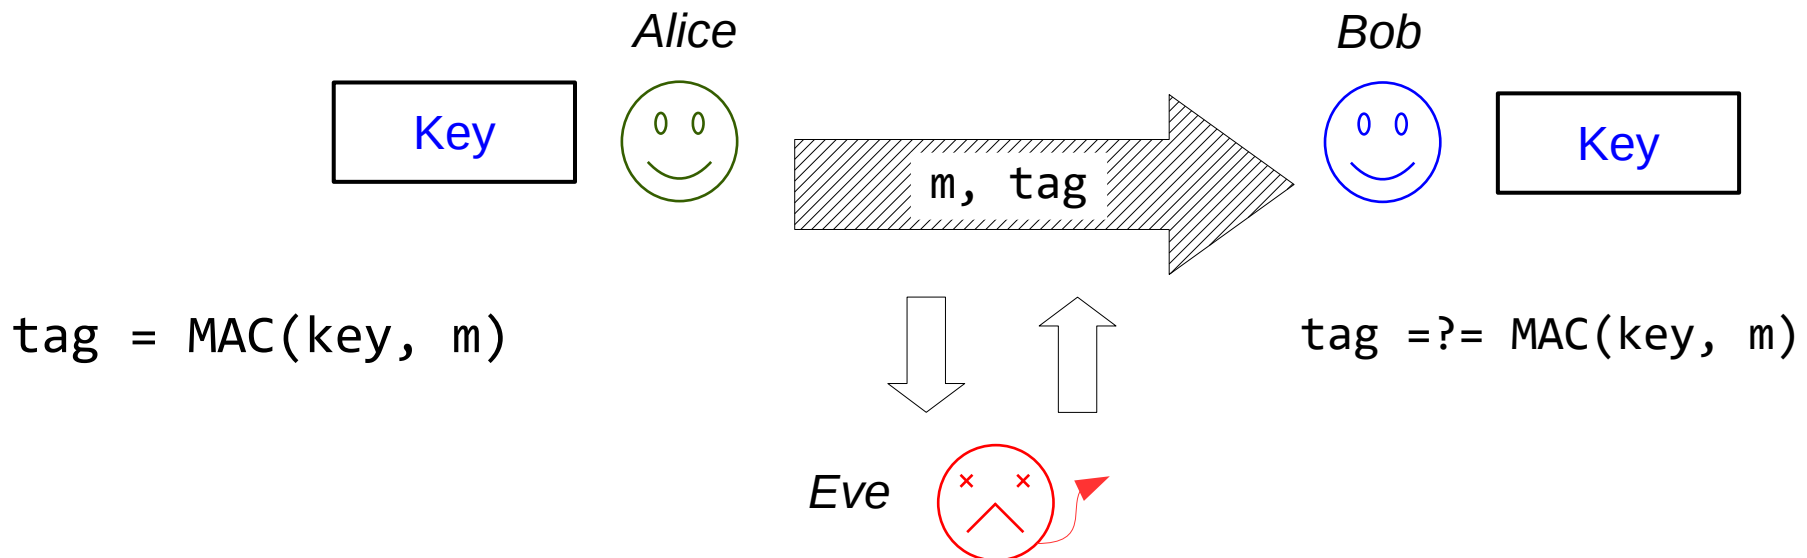 Alice
Bob
Key
Key
m, tag
tag = MAC(key, m)
tag =?= MAC(key, m)
Eve